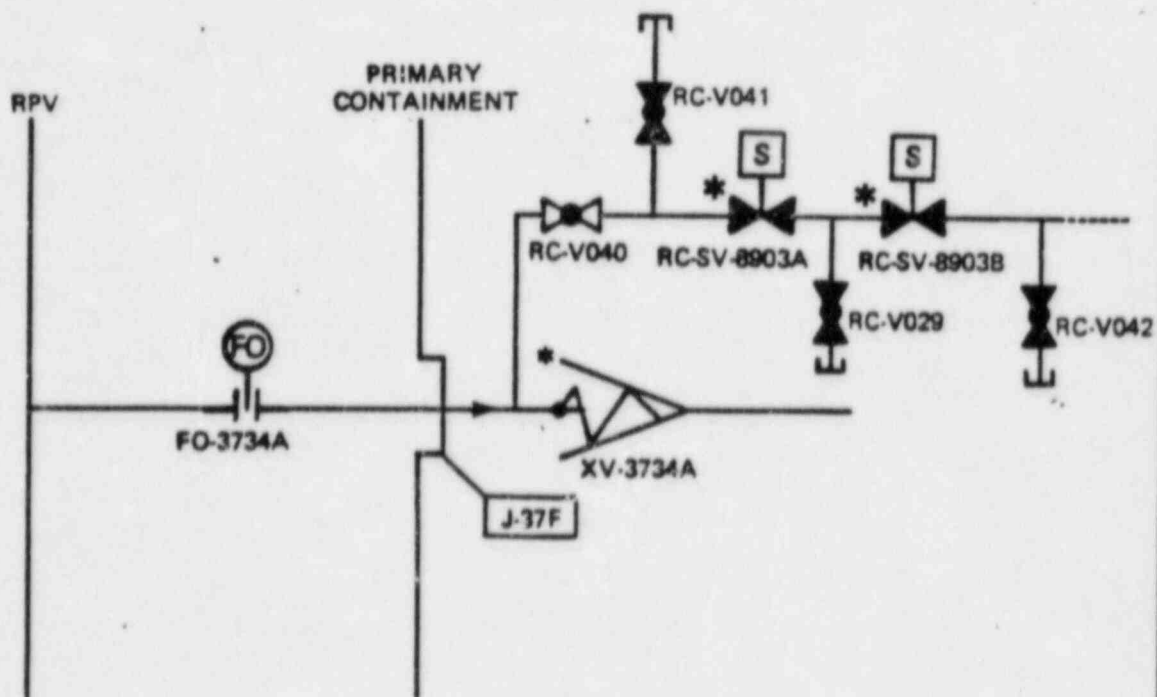 PRIMARY
CONTAINMENT
RPV
RC-V041
S
S
*
*
RC-V040
RC-SV-8903A
RC-SV-8903B
RC-V029
RC-V042
FO
*
FO-3734A
XV-3734A
J-37F